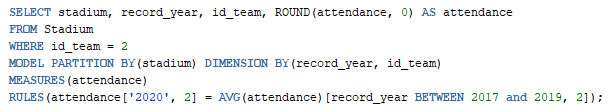 SELECT stadium, record_year, id_team, ROUND(attendance, 0) AS attendance
FROM Stadium
WHERE id_team = 2
MODEL PARTITION BY(stadium) DIMENSION BY(record_year, id_team)
MEASURES(attendance)
RULES(attendance['2020', 2] = AVG(attendance)[record_year BETWEEN 2017 and 2019, 2]);